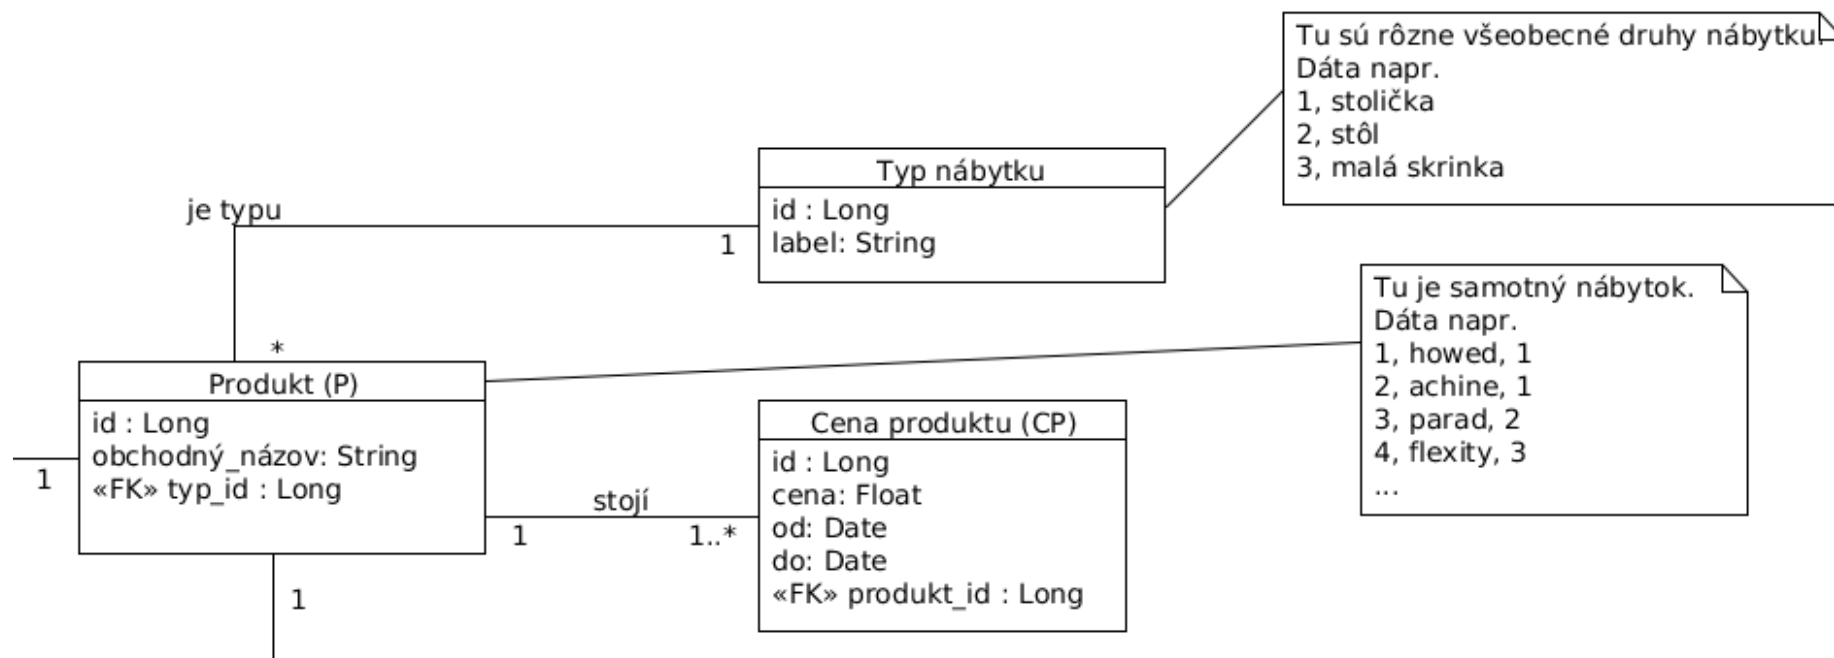 Tu sú rôzne všeobecné druhy nábytku.
Dáta napr.
1, stolička
2, stôl
3, malá skrinka
Typ nábytku
id : Long
label: String
je typu
1
*
Tu je samotný nábytok.
Dáta napr.
1, howed, 1
2, achine, 1
3, parad, 2
4, flexity, 3
...
Produkt (P)
id : Long
obchodný_názov: String
«FK» typ_id : Long
1
stojí
1
1..*
Cena produktu (CP)
id : Long
cena: Float
od: Date
do: Date
«FK» produkt_id : Long
1